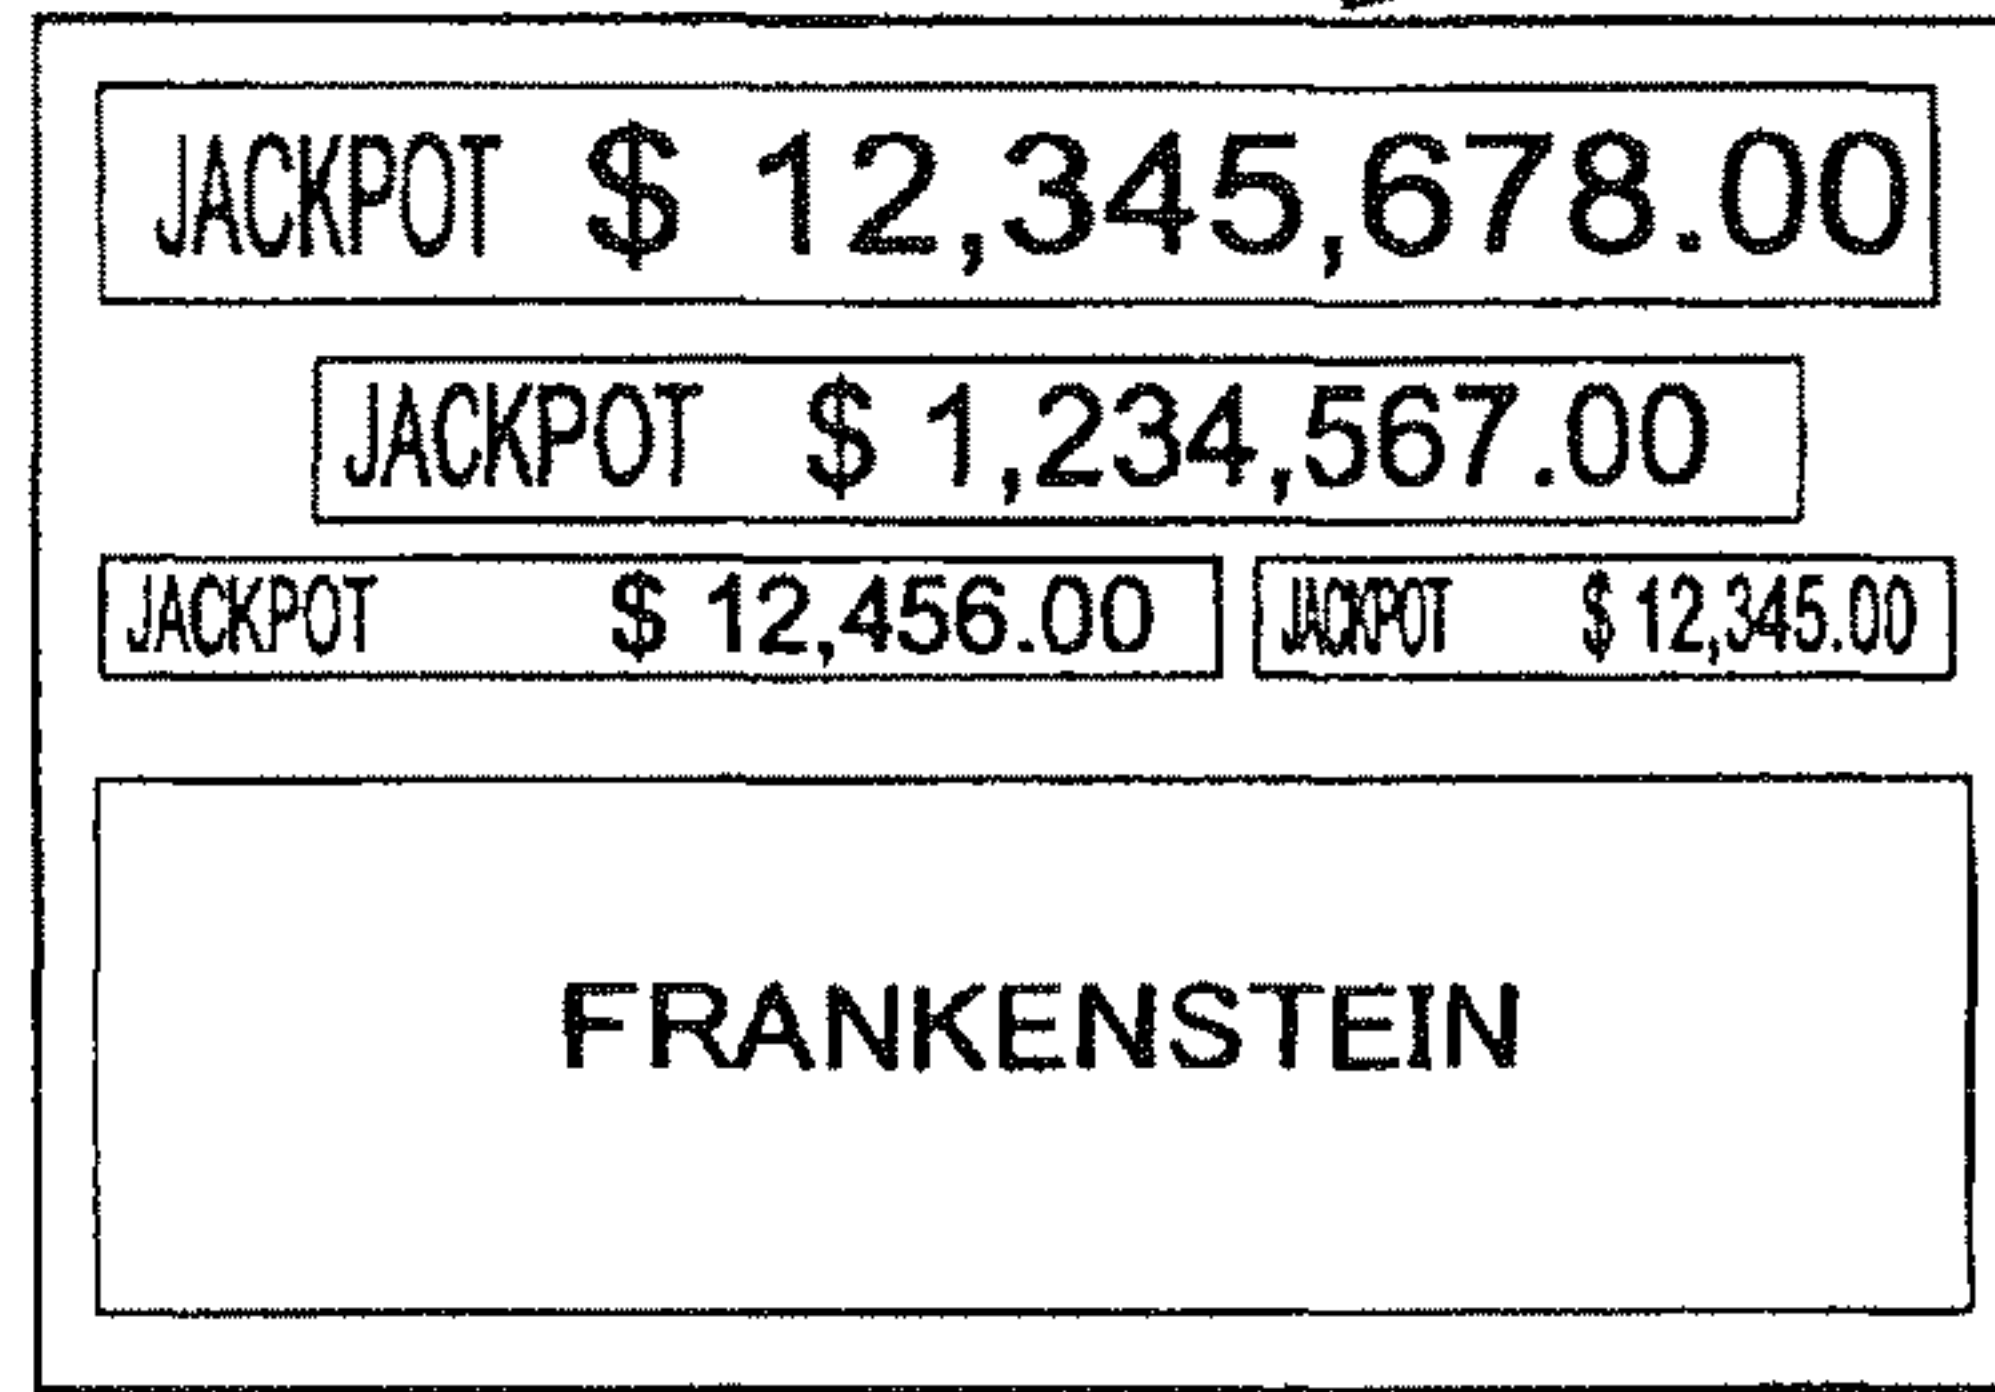 JACKPOT $ 12,345,678.00
JACKPOT $ 1,234,567.00
JACKPOT $ 12,456.00 JACKPOT $ 12,345.00
FRANKENSTEIN